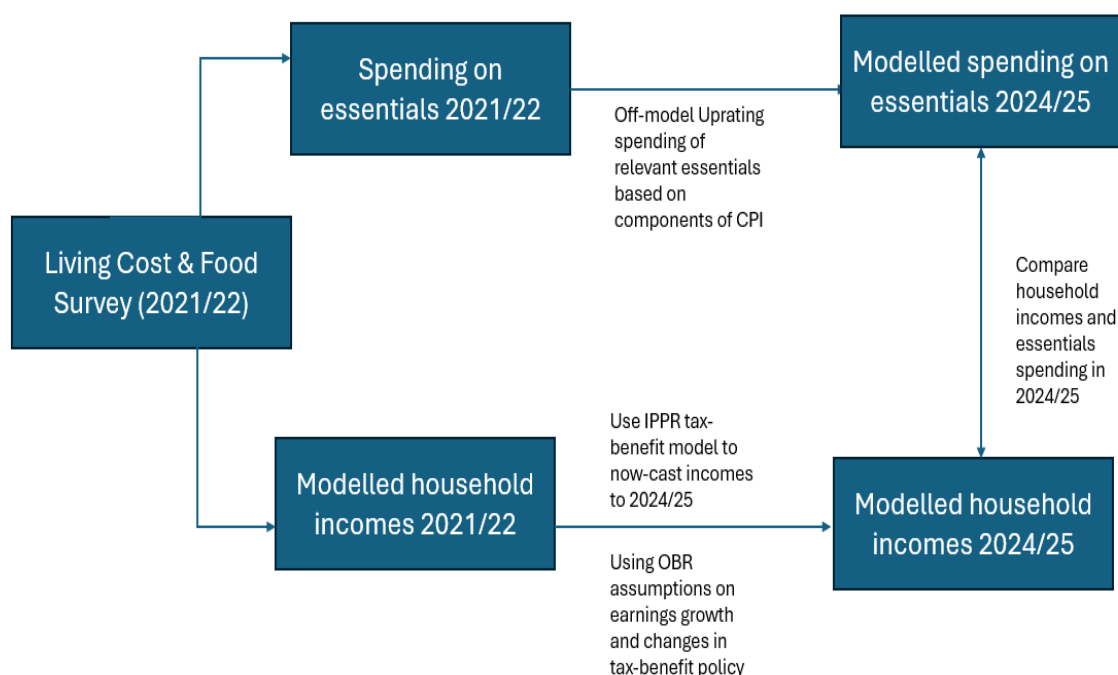 Spending on
essentials 2021/22
Modelled spending on
essentials 2024/25
Off-model Uprating
spending of
relevant essentials
based on
components of CPI
Living Cost & Food
Survey (2021/22)
Compare
household
incomes and
essentials
spending in
2024/25
Use IPPR tax-
benefit model to
now-cast incomes
to 2024/25
Modelled household
incomes 2021/22
Modelled household
incomes 2024/25
Using OBR
assumptions on
earnings growth
and changes in
tax-benefit policy